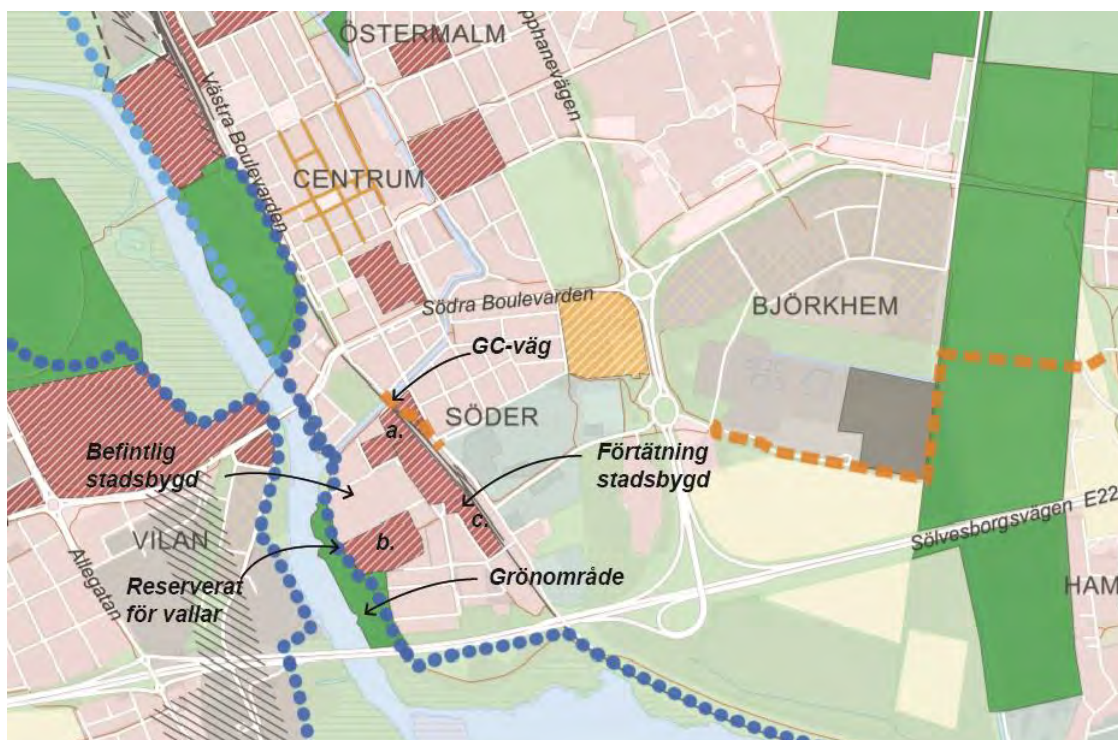 ÖSTERMALM
pphanevägen
Västra Boulevarden
CENTRUM
Södra Boulevarden
BJÖRKHEM
GC-väg
SÖDER
a.
Befintlig
stadsbygd
Förtätning
stadsbygd
c.
b.
VILAN
Sölvesborgsvägen E22
Reserverat
för vallar
Grönområde
HAM
Allegatan